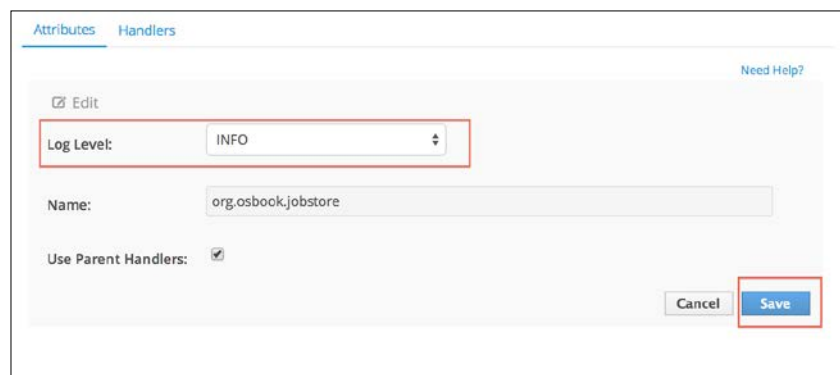 Attributes Handlers
Need Help?
Edit
Log Level: INFO
Name: org.osbook.jobstore
Use Parent Handlers:
Cancel Save